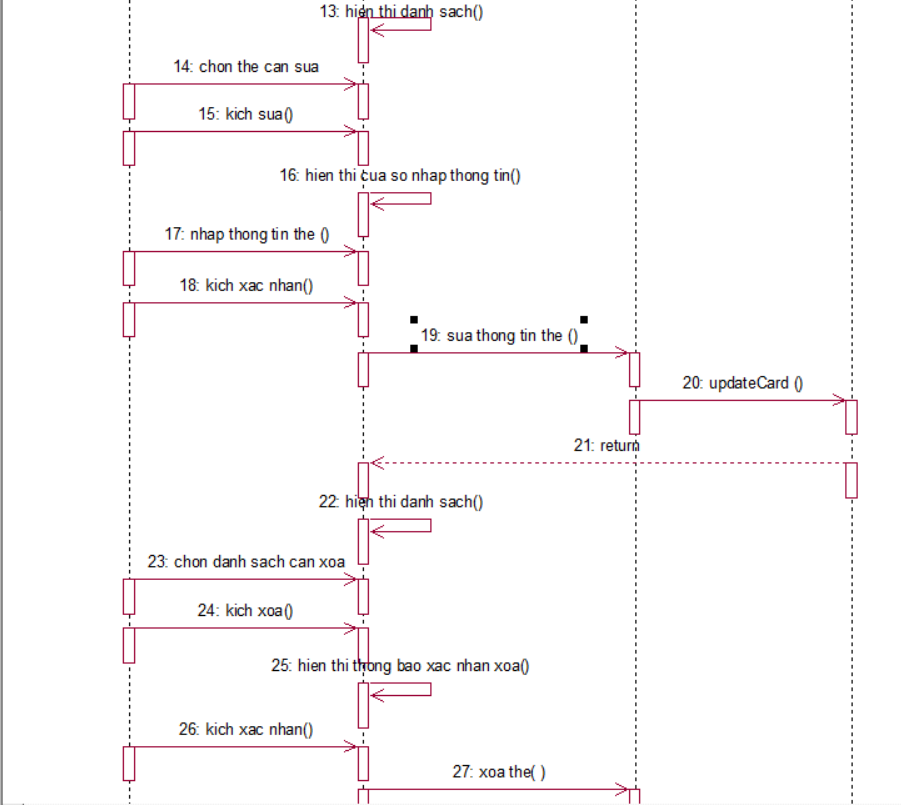 13: hien thi danh sach()
14: chon the can sua
15: kich sua()
16: hien thi cua so nhap thong tin()
17: nhap thong tin the ()
18: kich xac nhan()
19: sua thong tin the ()
20: updateCard ()
21: return
22: hien thi danh sach()
23: chon danh sach can xoa
24: kich xoa()
25: hien thi thong bao xac nhan xoa()
26: kich xac nhan()
27: xoa the( )